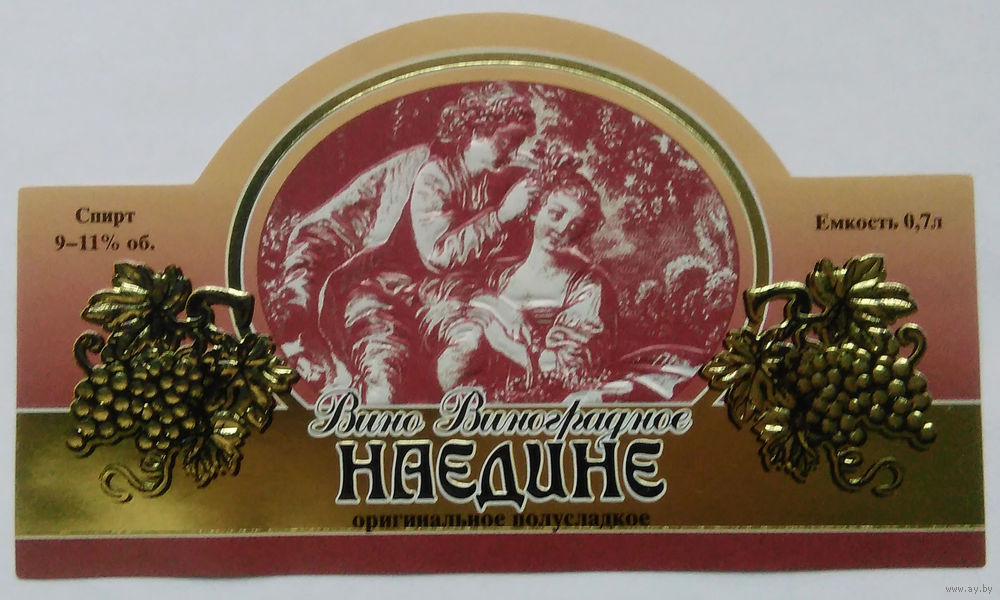 Спирт
9–11% об.
Емкость 0,7л
Вино Виноградное
НАЕДИНЕ
оригинальное полусладкое
www.ay.by